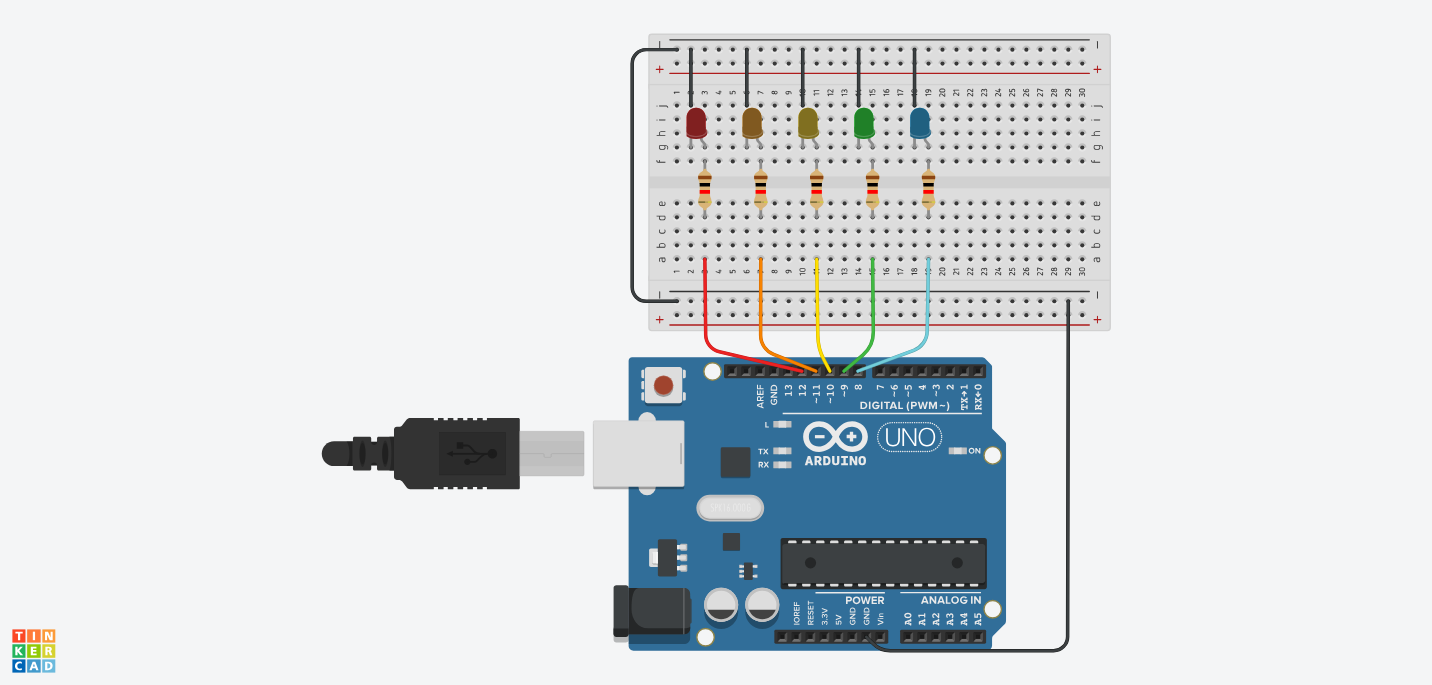 − −
+ +
1 2 3 4 5 6 7 8 9 10 11 12 13 14 15 16 17 18 19 20 21 22 23 24 25 26 27 28 29 30
j j
i i
h h
g g
f f
e e
d d
c c
b b
a a
1 2 3 4 5 6 7 8 9 10 11 12 13 14 15 16 17 18 19 20 21 22 23 24 25 26 27 28 29 30
− −
+ +
AREF GND 13 12 ~11 ~10 ~9 8 7 ~6 ~5 4 ~3 2 TX→1 RX←0
DIGITAL (PWM~)
L
TX
RX
UNO
ARDUINO
ON
POWER ANALOG IN
IOREF RESET 3.3V 5V GND GND Vin A0 A1 A2 A3 A4 A5
TIN
KER
CAD